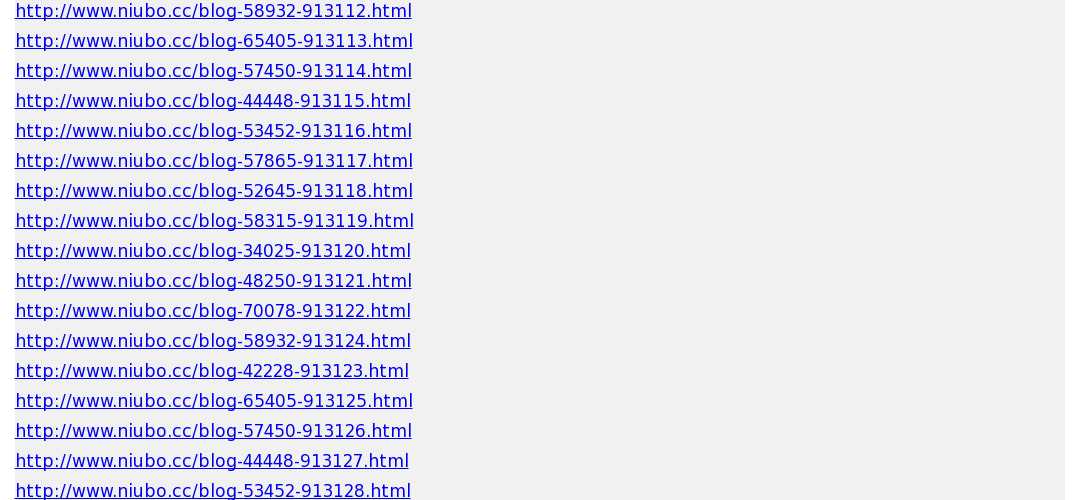 http://www.niubo.cc/blog-58932-913112.html
http://www.niubo.cc/blog-65405-913113.html
http://www.niubo.cc/blog-57450-913114.html
http://www.niubo.cc/blog-44448-913115.html
http://www.niubo.cc/blog-53452-913116.html
http://www.niubo.cc/blog-57865-913117.html
http://www.niubo.cc/blog-52645-913118.html
http://www.niubo.cc/blog-58315-913119.html
http://www.niubo.cc/blog-34025-913120.html
http://www.niubo.cc/blog-48250-913121.html
http://www.niubo.cc/blog-70078-913122.html
http://www.niubo.cc/blog-58932-913124.html
http://www.niubo.cc/blog-42228-913123.html
http://www.niubo.cc/blog-65405-913125.html
http://www.niubo.cc/blog-57450-913126.html
http://www.niubo.cc/blog-44448-913127.html
http://www.niubo.cc/blog-53452-913128.html